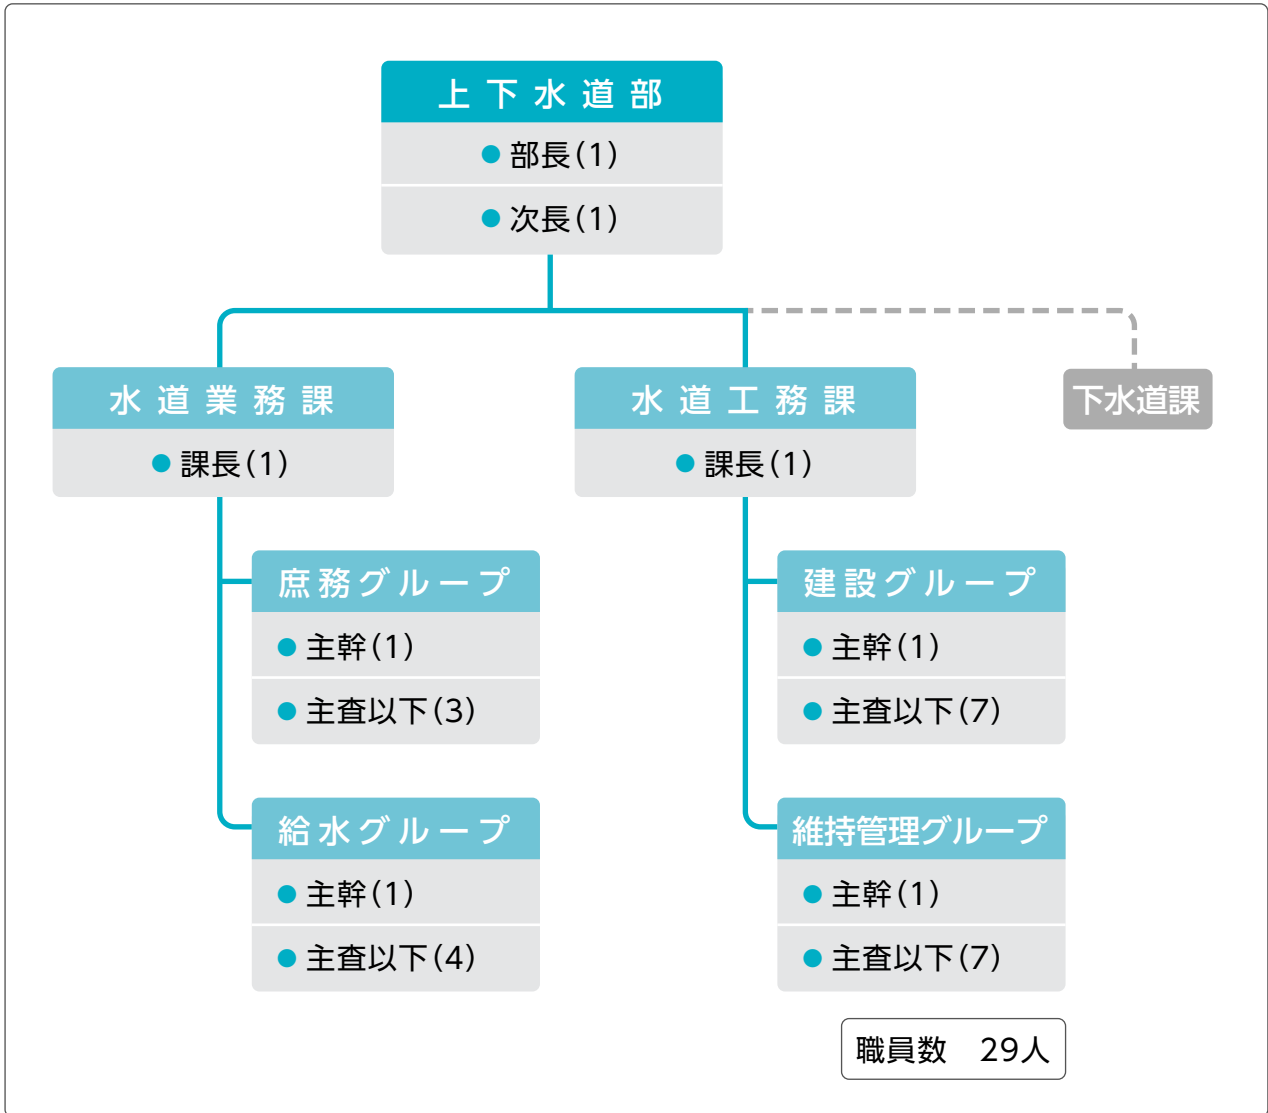 上下水道部
● 部長(1)
● 次長(1)
水道業務課
● 課長(1)
水道工務課
● 課長(1)
下水道課
庶務グループ
● 主幹(1)
● 主査以下(3)
給水グループ
● 主幹(1)
● 主査以下(4)
建設グループ
● 主幹(1)
● 主査以下(7)
維持管理グループ
● 主幹(1)
● 主査以下(7)
職員数　29人